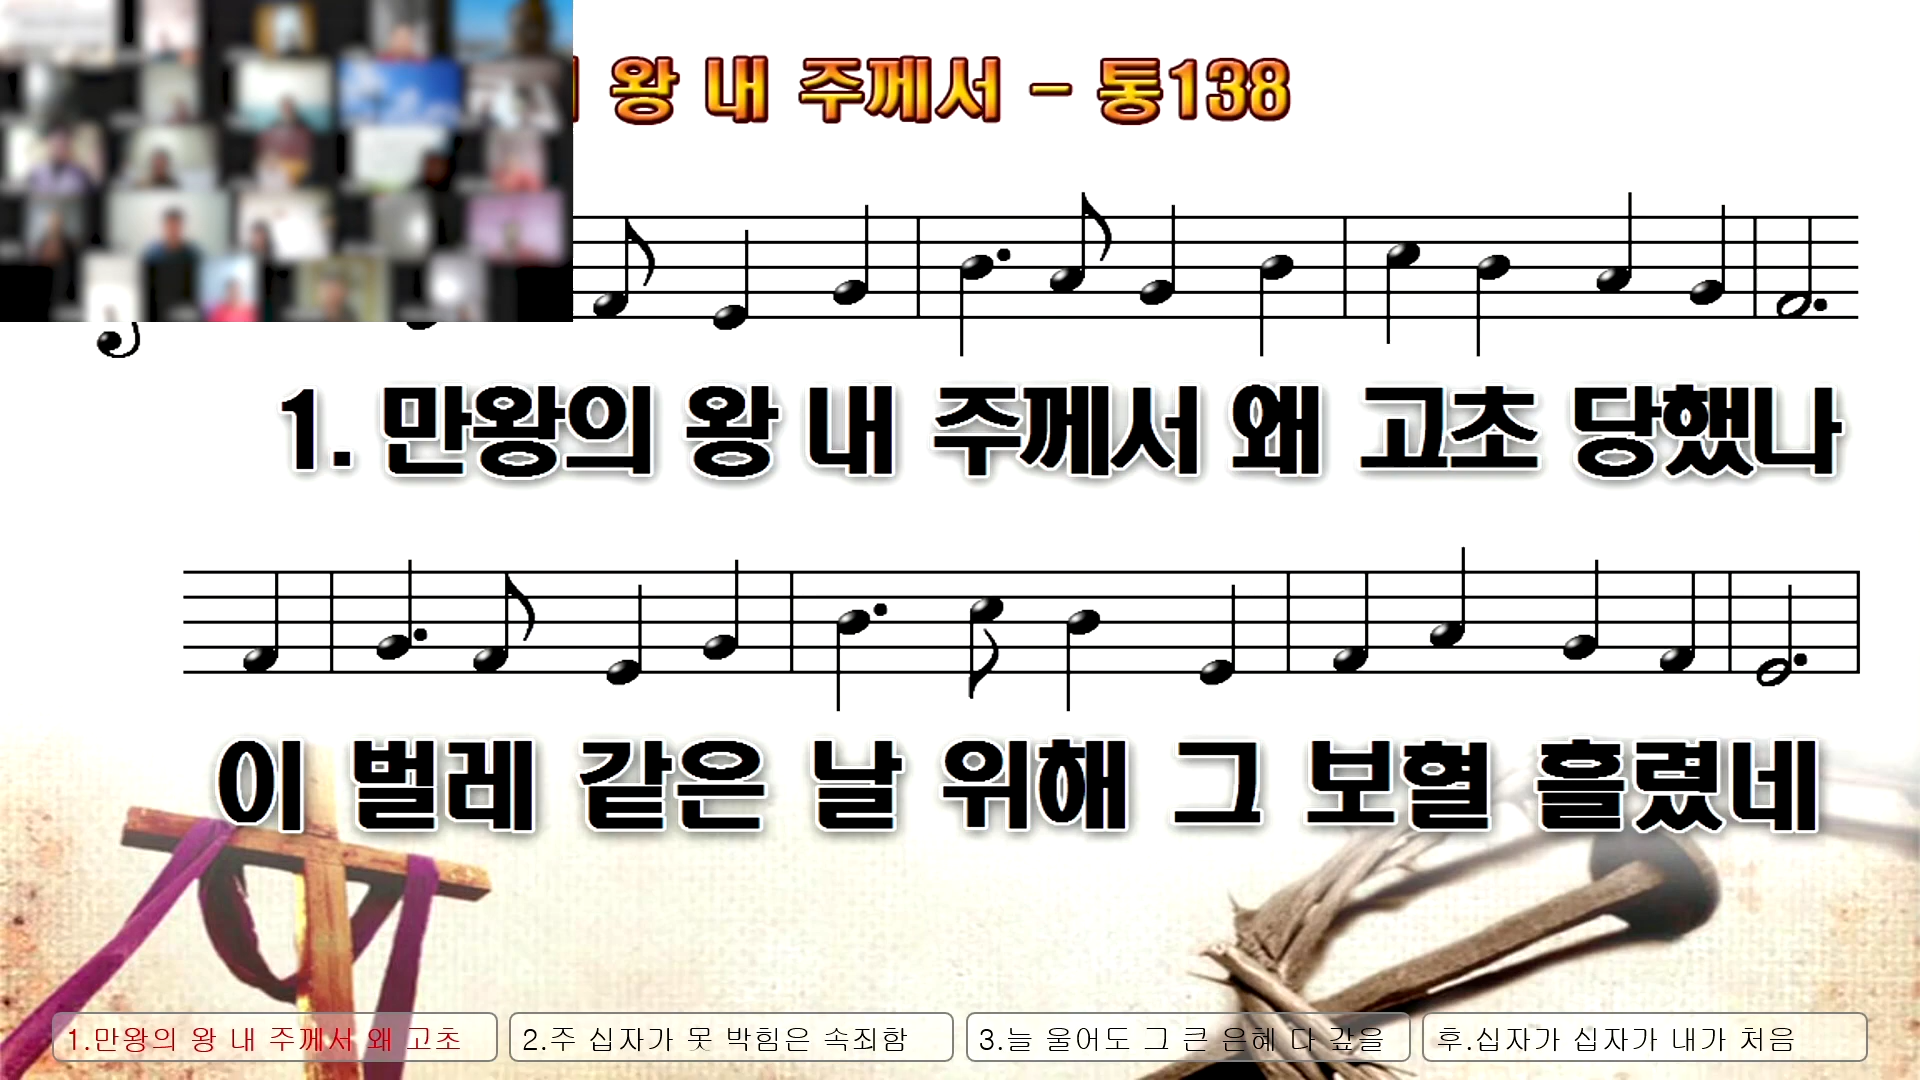 왕 내 주께서 - 통138
1. 만왕의 왕 내 주께서 왜 고초 당했나
이 벌레 같은 날 위해 그 보혈 흘렸네
1.만왕의 왕 내 주께서 왜 고초
2.주 십자가 못 박힘은 속죄함
3.늘 울어도 그 큰 은혜 다 갚을
후.십자가 십자가 내가 처음